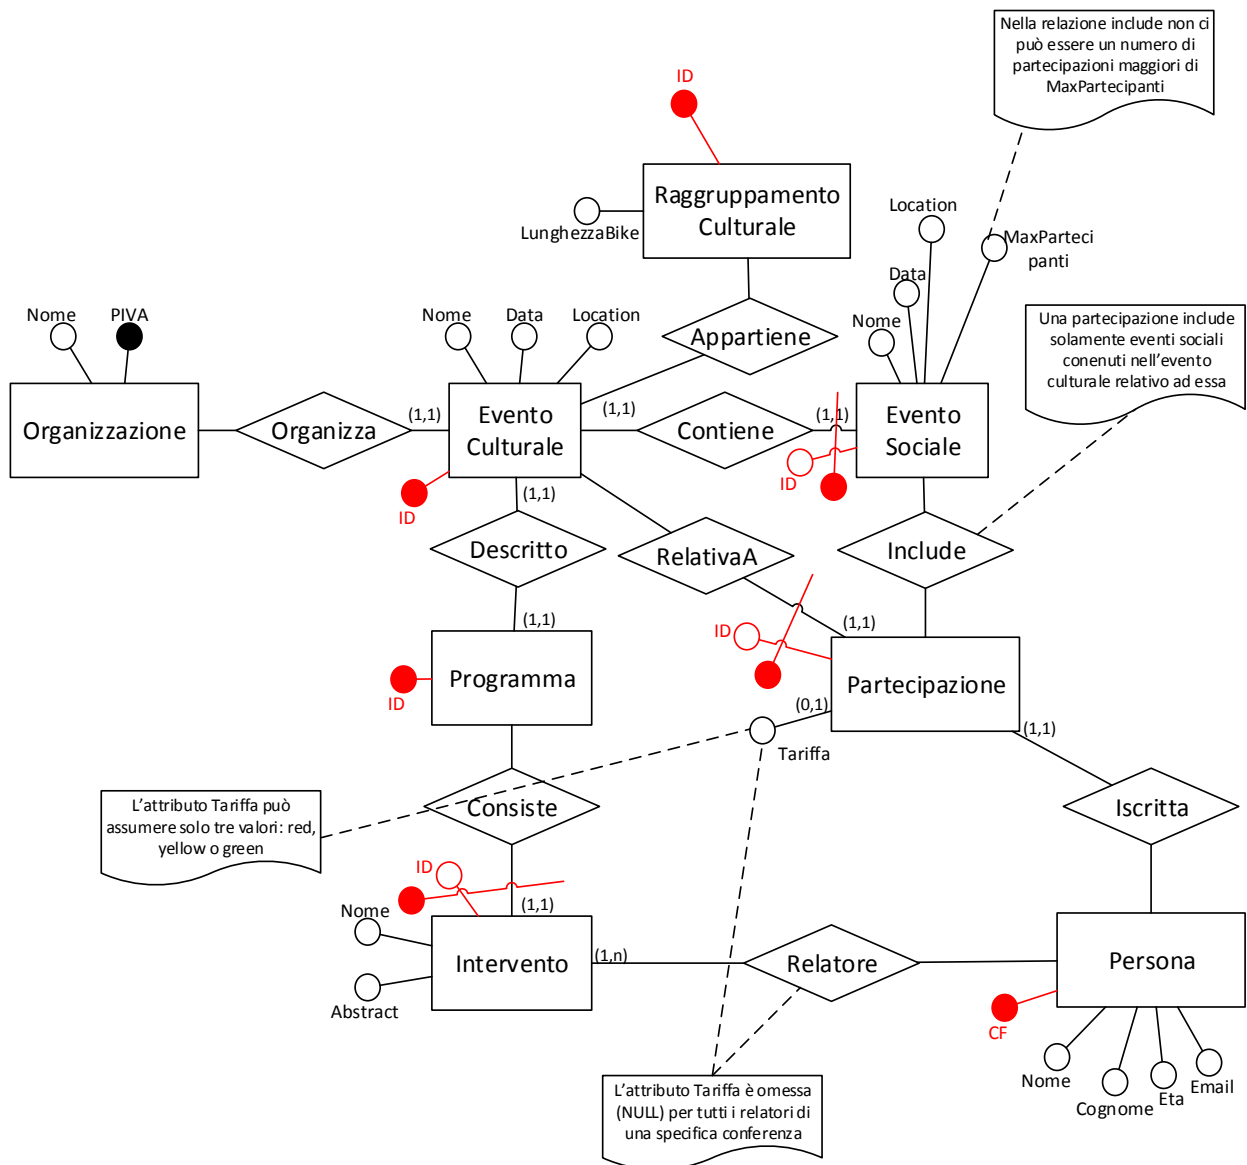 Nella relazione include non ci
può essere un numero di
partecipazioni maggiori di
MaxPartecipanti
ID
Raggruppamento
Culturale
LunghezzaBike
Location
MaxParteci
panti
Data
Nome
Appartiene
Una partecipazione include
solamente eventi sociali
conenuti nell'evento
culturale relativo ad essa
Nome
PIVA
Nome
Data
Location
Organizzazione
Organizza
(1,1)
Evento
Culturale
(1,1)
Contiene
(1,1)
Evento
Sociale
ID
ID
(1,1)
Descritto
RelativaA
Include
(1,1)
ID
(1,1)
Programma
ID
Partecipazione
(0,1)
(1,1)
Tariffa
L'attributo Tariffa può
assumere solo tre valori: red,
yellow o green
Consiste
Iscritta
ID
Nome
(1,1)
Intervento
(1,n)
Relatore
Persona
Abstract
CF
Nome
Cognome
Eta
Email
L'attributo Tariffa è omessa
(NULL) per tutti i relatori di
una specifica conferenza